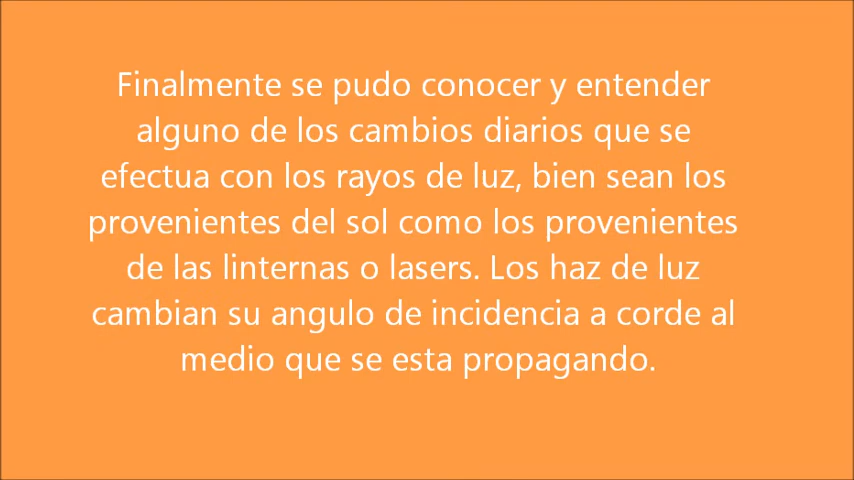 Finalmente se pudo conocer y entender
alguno de los cambios diarios que se
efectua con los rayos de luz, bien sean los
provenientes del sol como los provenientes
de las linternas o lasers. Los haz de luz
cambian su angulo de incidencia a corde al
medio que se esta propagando.